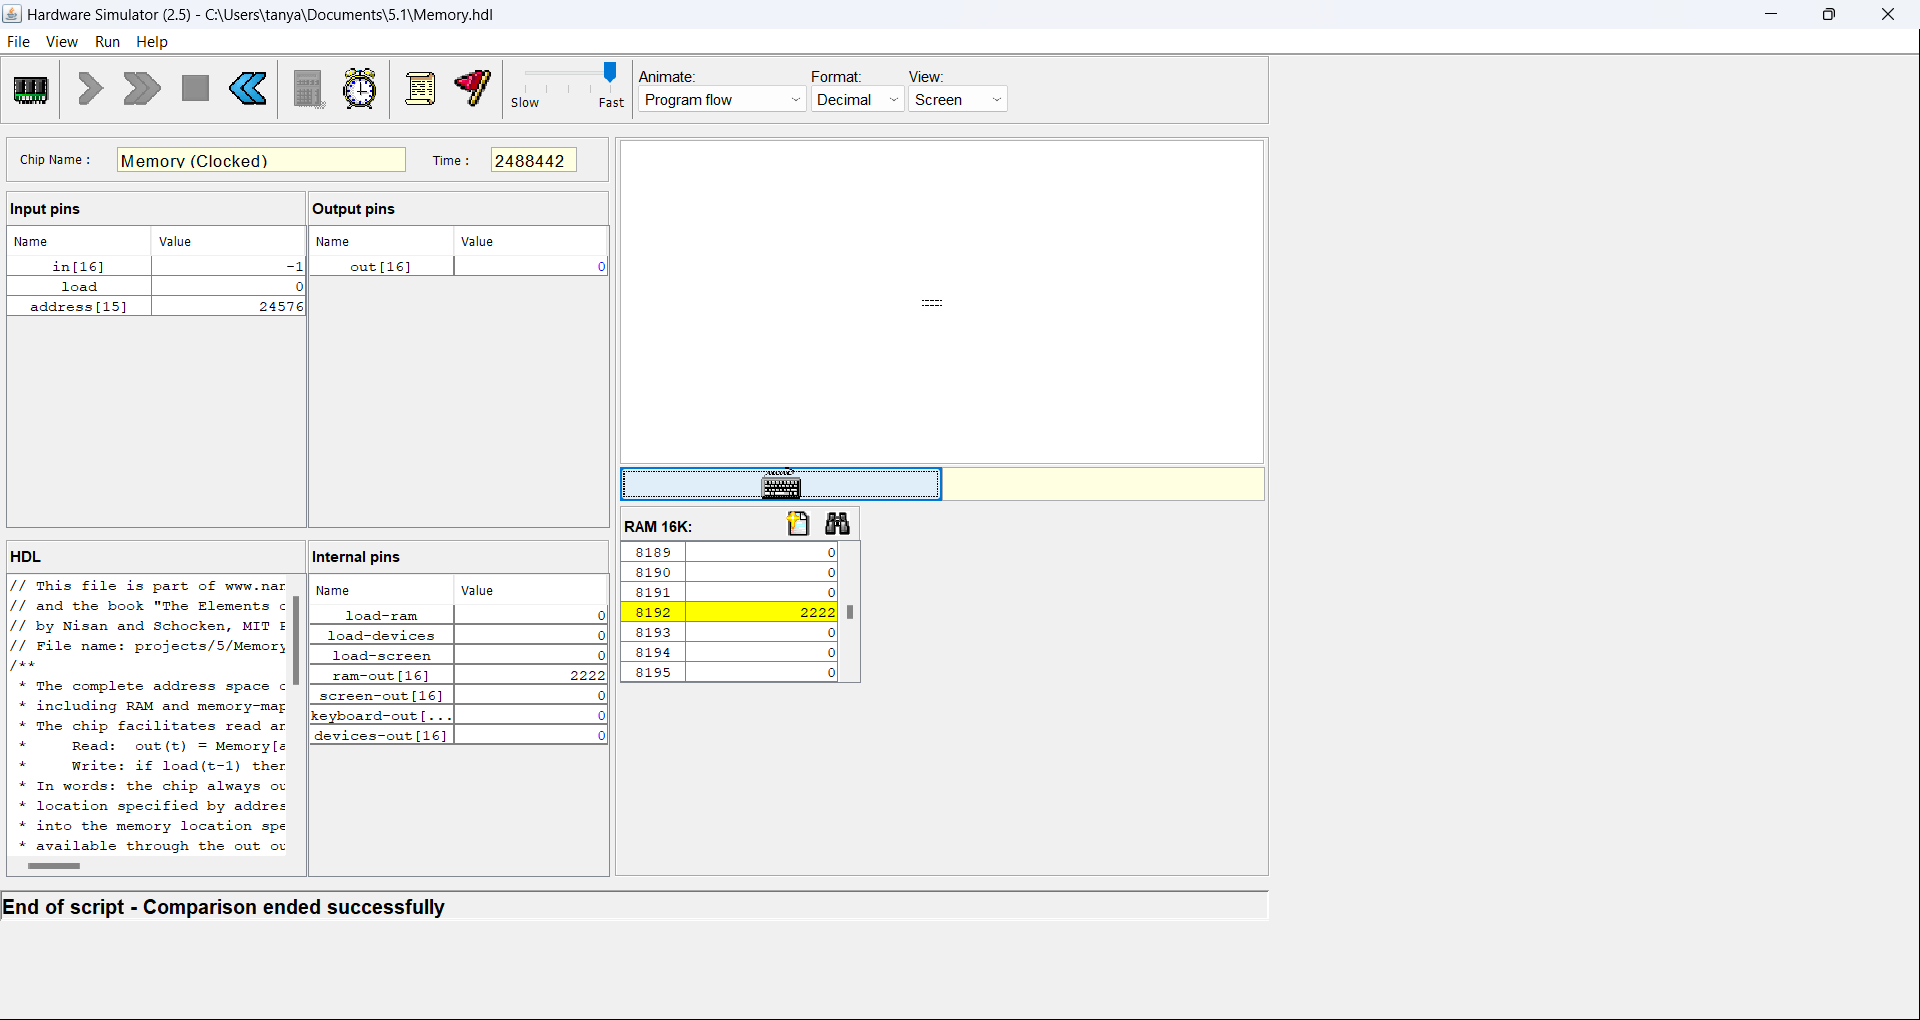 Hardware Simulator (2.5) - C:\Users\tanya\Documents\5.1\Memory.hdl
File View Run Help
Slow Fast
Animate: Format: View:
Program flow Decimal Screen
Chip Name : Memory (Clocked) Time : 2488442
Input pins
Name Value
in[16] -1
load 0
address[15] 24576
Output pins
Name Value
out[16] 0
HDL
// This file is part of www.nan
// and the book "The Elements o
// by Nisan and Schocken, MIT P
// File name: projects/5/Memory
/**
* The complete address space o
* including RAM and memory-map
* The chip facilitates read an
* Read: out(t) = Memory[a
* Write: if load(t-1) then
* In words: the chip always ou
* location specified by addres
* into the memory location spe
* available through the out ou
Internal pins
Name Value
load-ram 0
load-devices 0
load-screen 0
ram-out[16] 2222
screen-out[16] 0
keyboard-out[... 0
devices-out[16] 0
RAM 16K:
8189 0
8190 0
8191 0
8192 2222
8193 0
8194 0
8195 0
End of script - Comparison ended successfully